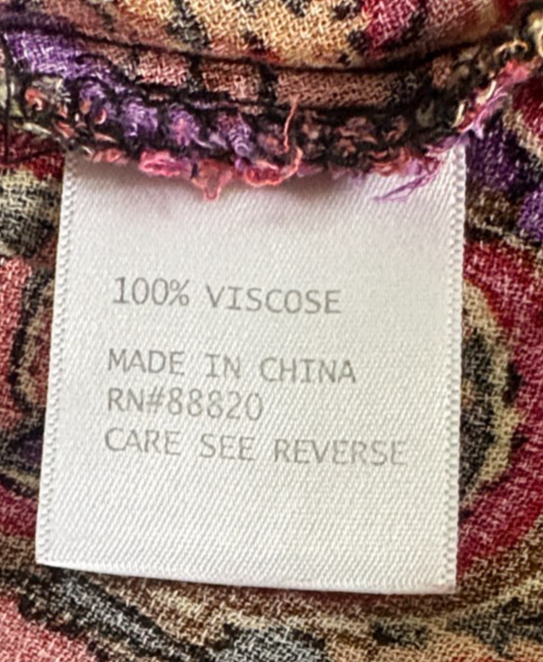 100% VISCOSE
MADE IN CHINA
RN#88820
CARE SEE REVERSE